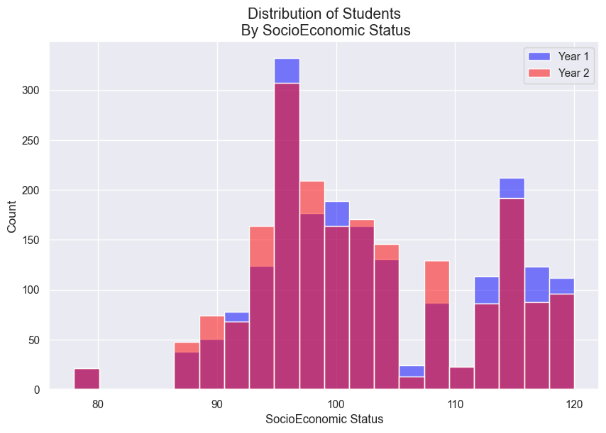 Distribution of Students
By SocioEconomic Status
Year 1
Year 2
300
250
200
150
100
50
0
Count
80
90
100
110
120
SocioEconomic Status